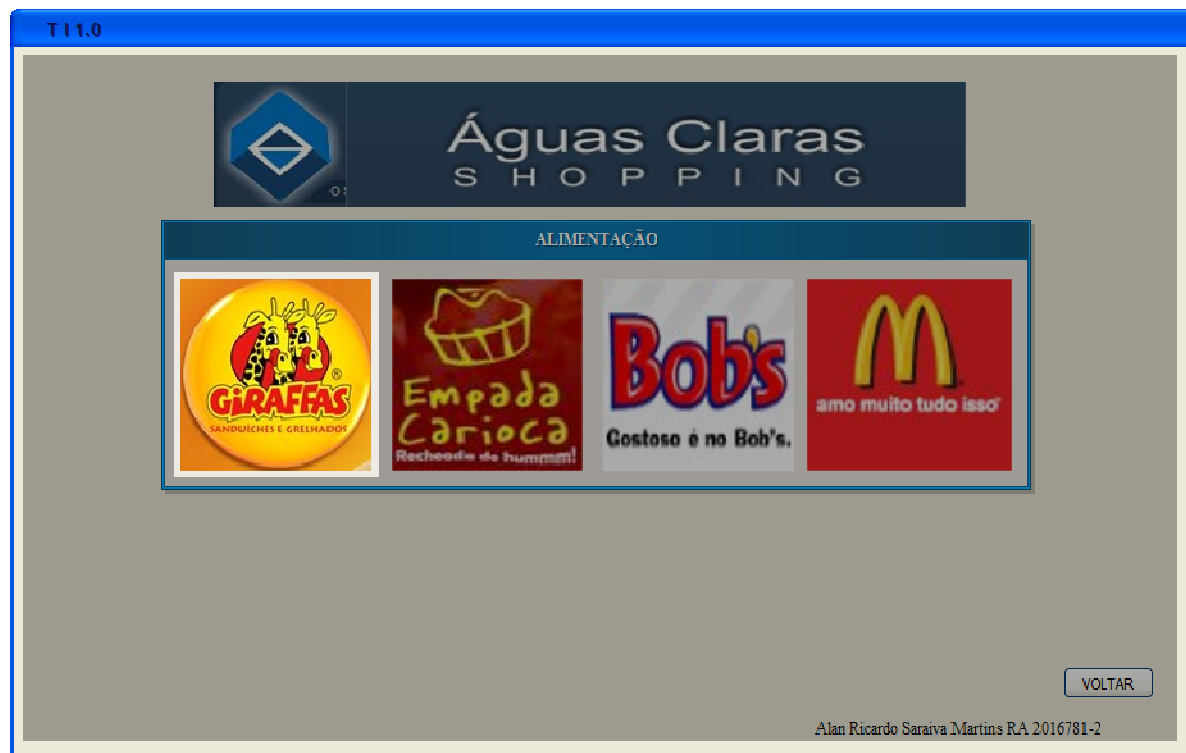 T I 1.0
Águas Claras
SHOPPING
ALIMENTAÇÃO
GIRAFFAS
SANDUÍCHES E GRELHADOS
Empada
Carioca
Recheada de hummm!
Bob's
Gostoso é no Bob's.
amo muito tudo isso
VOLTAR
Alan Ricardo Saraiva Martins RA 2016781-2